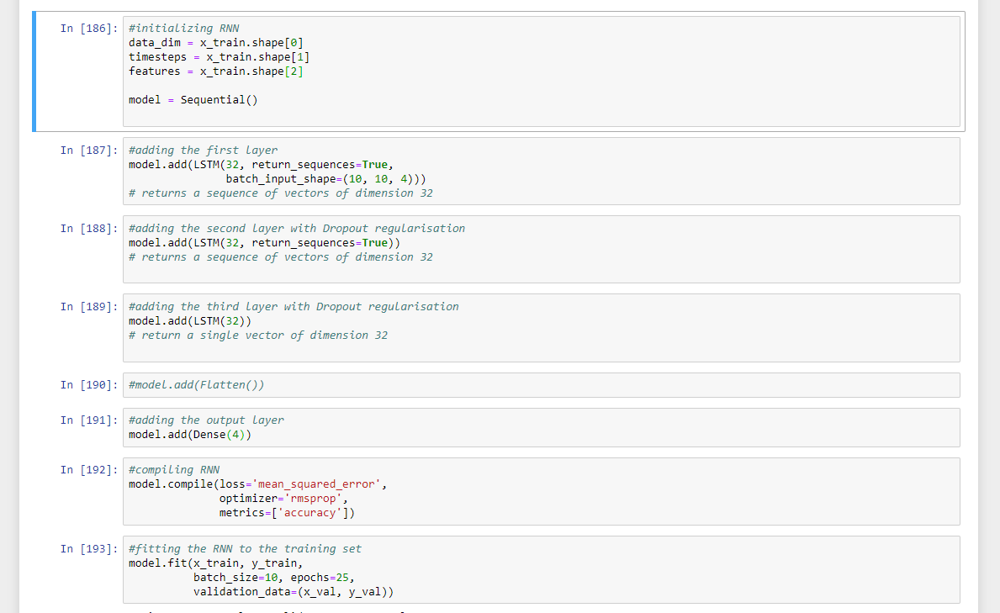 In [186]: #initializing RNN
data_dim = x_train.shape[0]
timesteps = x_train.shape[1]
features = x_train.shape[2]
model = Sequential()
In [187]: #adding the first layer
model.add(LSTM(32, return_sequences=True,
batch_input_shape=(10, 10, 4)))
# returns a sequence of vectors of dimension 32
In [188]: #adding the second layer with Dropout regularisation
model.add(LSTM(32, return_sequences=True))
# returns a sequence of vectors of dimension 32
In [189]: #adding the third layer with Dropout regularisation
model.add(LSTM(32))
# return a single vector of dimension 32
In [190]: #model.add(Flatten())
In [191]: #adding the output layer
model.add(Dense(4))
In [192]: #compiling RNN
model.compile(loss='mean_squared_error',
optimizer='rmsprop',
metrics=['accuracy'])
In [193]: #fitting the RNN to the training set
model.fit(x_train, y_train,
batch_size=10, epochs=25,
validation_data=(x_val, y_val))